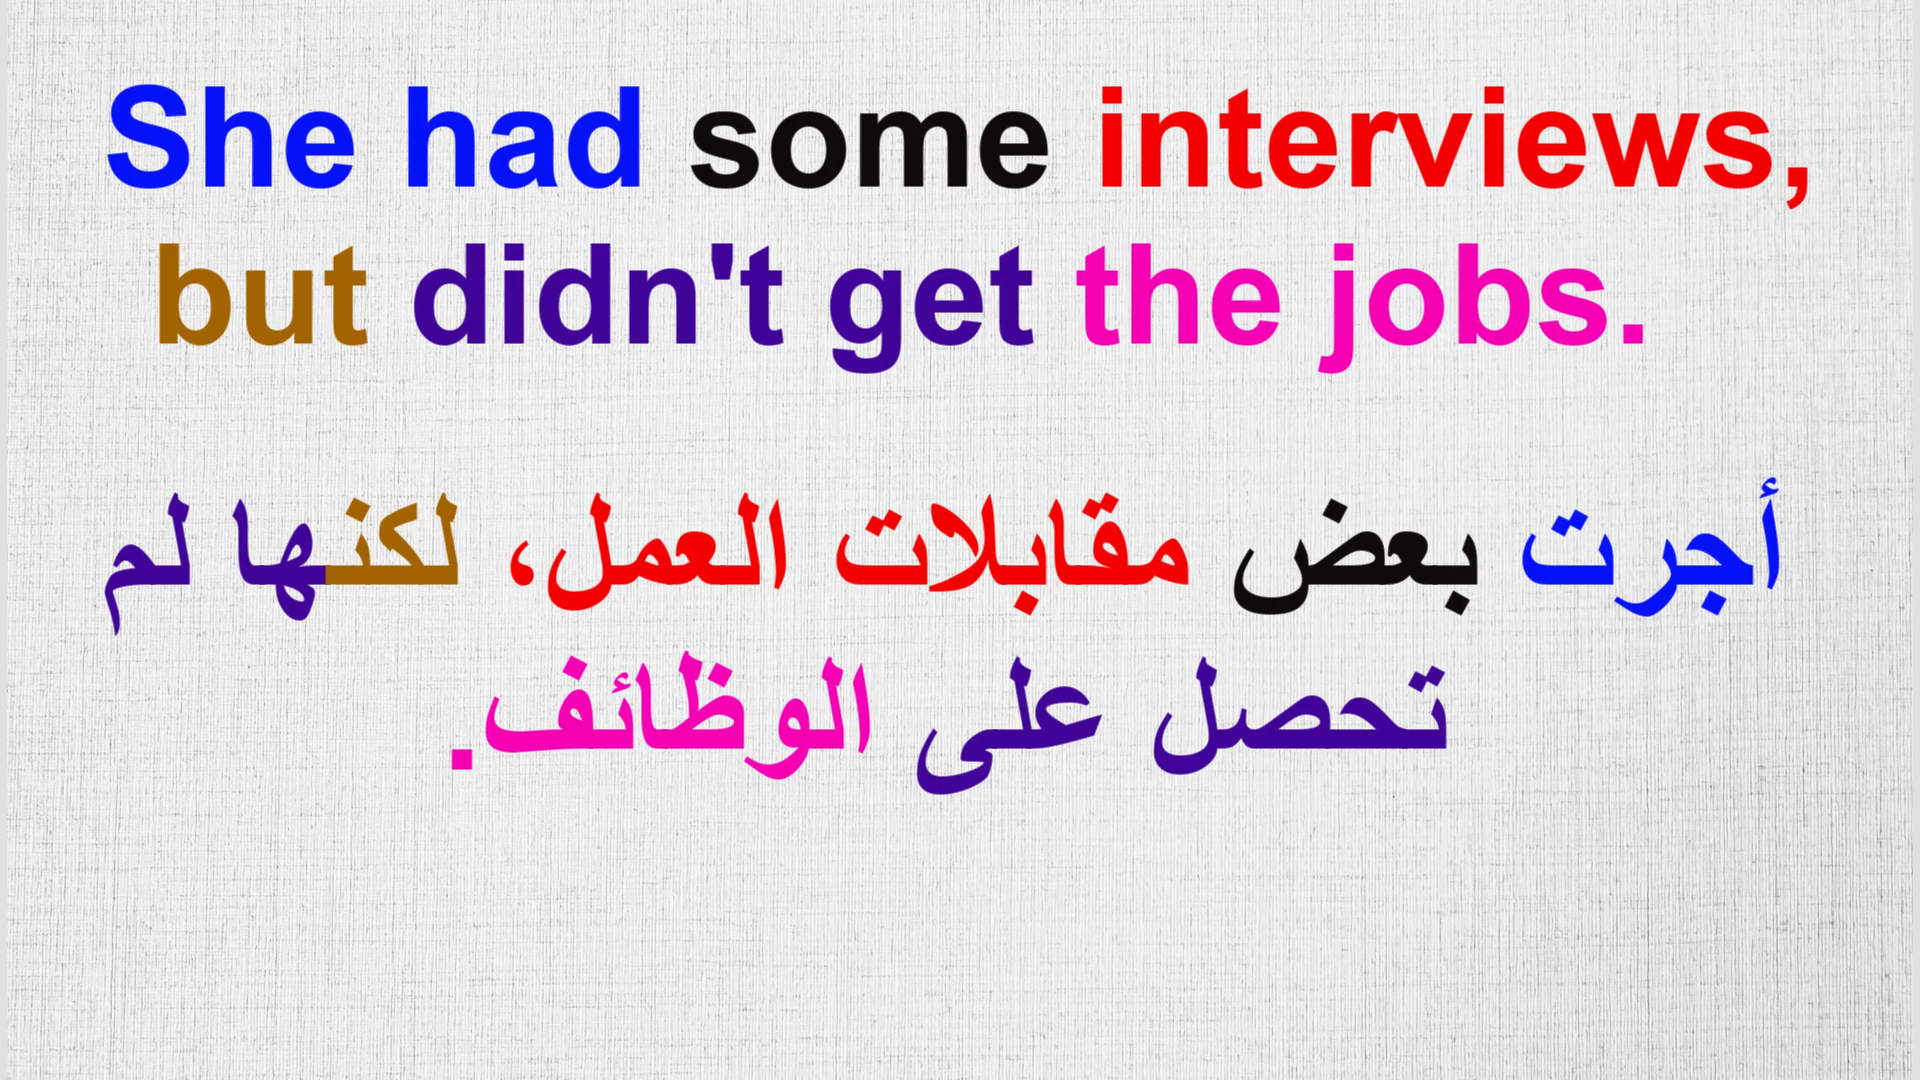 She had some interviews,
but didn't get the jobs.
أجرت بعض مقابلات العمل، لكنها لم
تحصل على الوظائف.